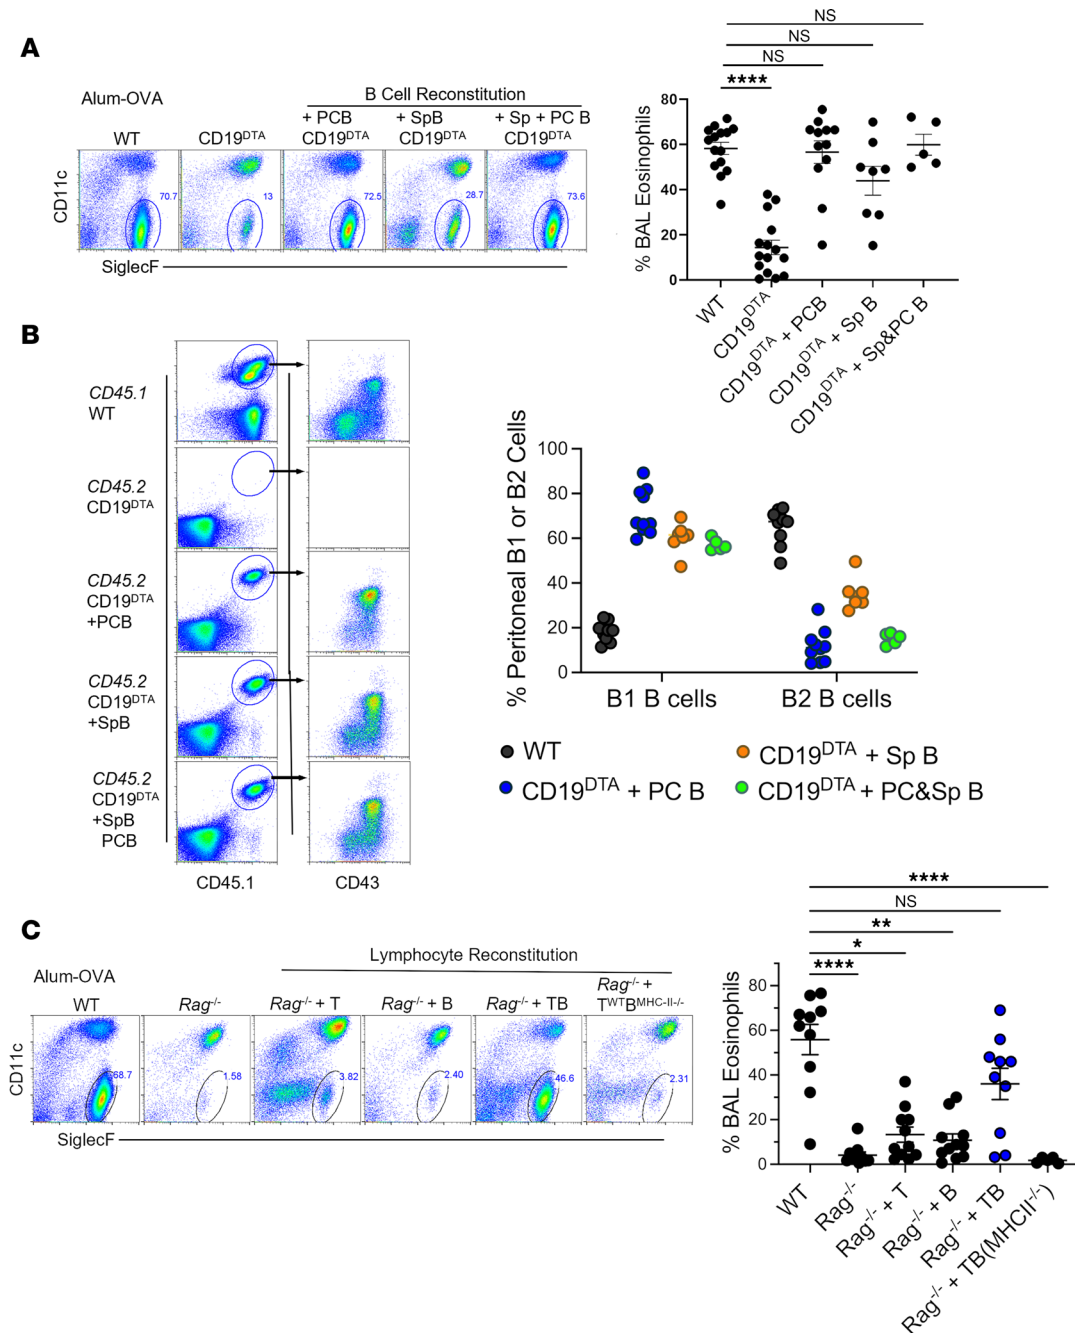 A
Alum-OVA
B Cell Reconstitution
WT
CD19DTA
+ PCB
CD19DTA
+ SpB
CD19DTA
+ Sp + PC B
CD19DTA
CD11c
70.7
13
72.5
28.7
73.6
SiglecF
NS
NS
NS
****
% BAL Eosinophils
80
60
40
20
0
WT
CD19DTA
CD19DTA + PCB
CD19DTA + Sp B
CD19DTA + Sp&PC B
B
CD45.1
WT
CD45.2
CD19DTA
CD45.2
CD19DTA
+PCB
CD45.2
CD19DTA
+SpB
CD45.2
CD19DTA
+SpB
PCB
CD45.1
CD43
% Peritoneal B1 or B2 Cells
100
80
60
40
20
0
B1 B cells
B2 B cells
WT
CD19DTA + Sp B
CD19DTA + PC B
CD19DTA + PC&Sp B
C
Alum-OVA
Lymphocyte Reconstitution
WT
Rag-/-
Rag-/- + T
Rag-/- + B
Rag-/- + TB
Rag-/- +
TWTBMHC-II-/-
CD11c
68.7
1.58
3.82
2.40
46.6
2.31
SiglecF
****
NS
**
*
****
% BAL Eosinophils
80
60
40
20
0
WT
Rag-/-
Rag-/- + T
Rag-/- + B
Rag-/- + TB
Rag-/- + TB(MHCII-/-)